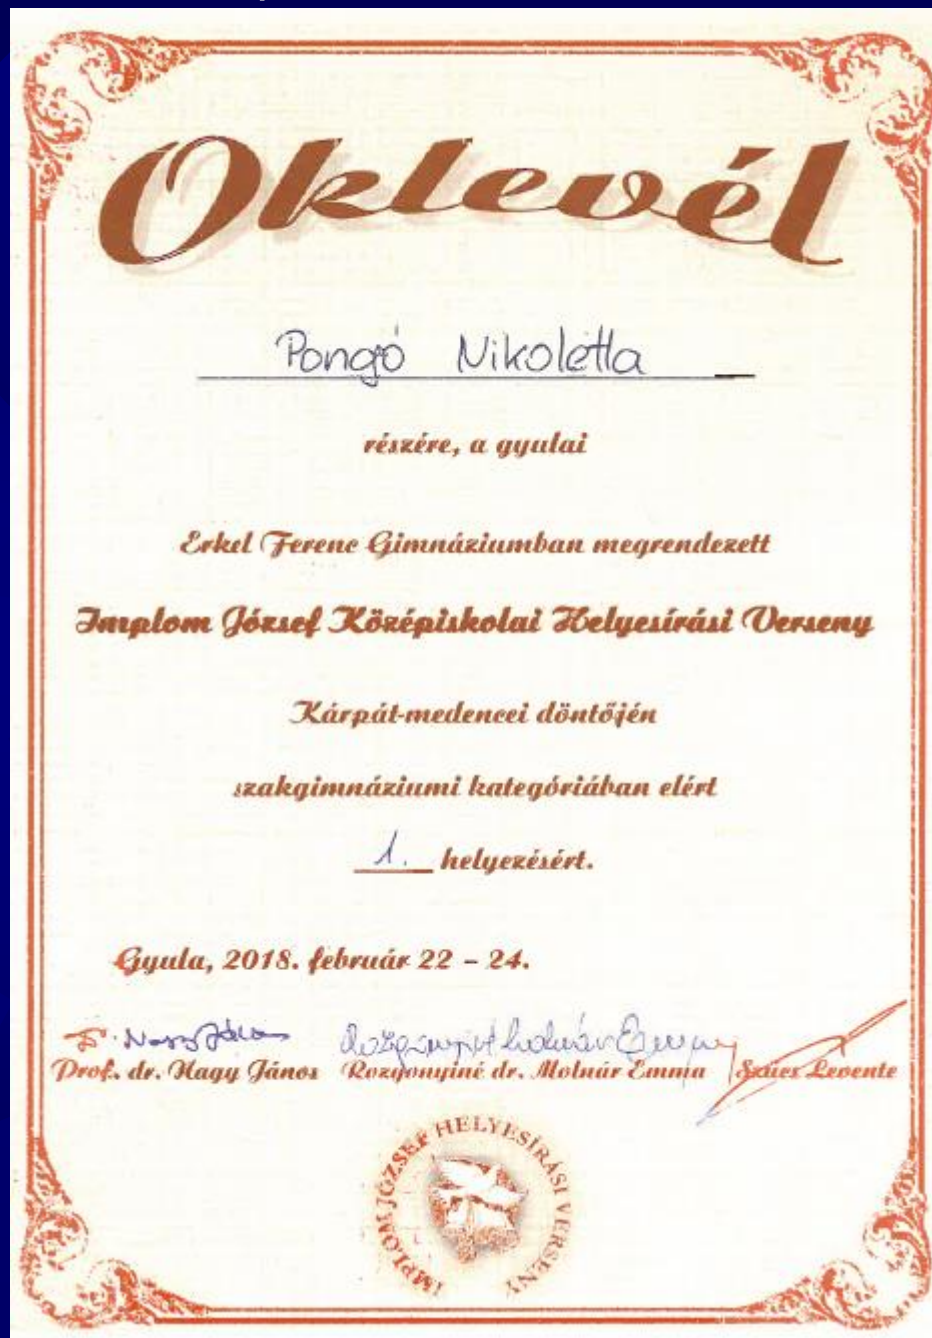 Oklevél
Pongó Nikoletta
részére, a gyulai
Erkel Ferenc Gimnáziumban megrendezett
Implom József Középiskolai Helyesírási Verseny
Kárpát-medencei döntőjén
szakgimnáziumi kategóriában elért
1. helyezésért.
Gyula, 2018. február 22 – 24.
Prof. dr. Nagy János Rozgonyiné dr. Molnár Emma Szűcs Levente
IMPLOM JÓZSEF HELYESÍRÁSI VERSENY